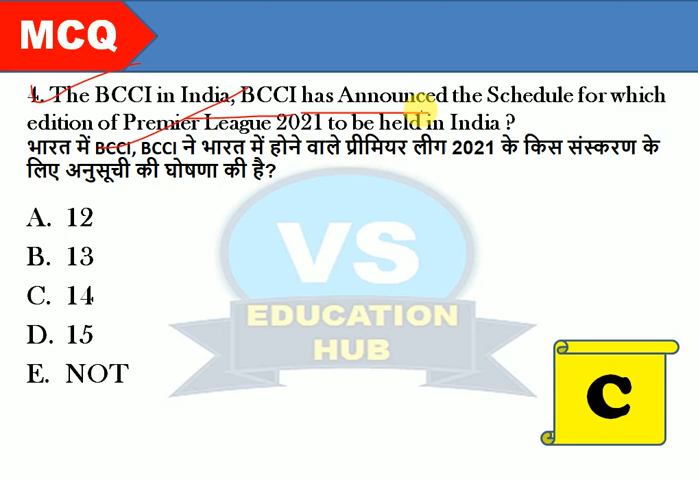 MCQ
4. The BCCI in India, BCCI has Announced the Schedule for which
edition of Premier League 2021 to be held in India ?
भारत में BCCI, BCCI ने भारत में होने वाले प्रीमियर लीग 2021 के किस संस्करण के
लिए अनुसूची की घोषणा की है?
A. 12
B. 13
C. 14
D. 15
E. NOT
VS
EDUCATION
HUB
C